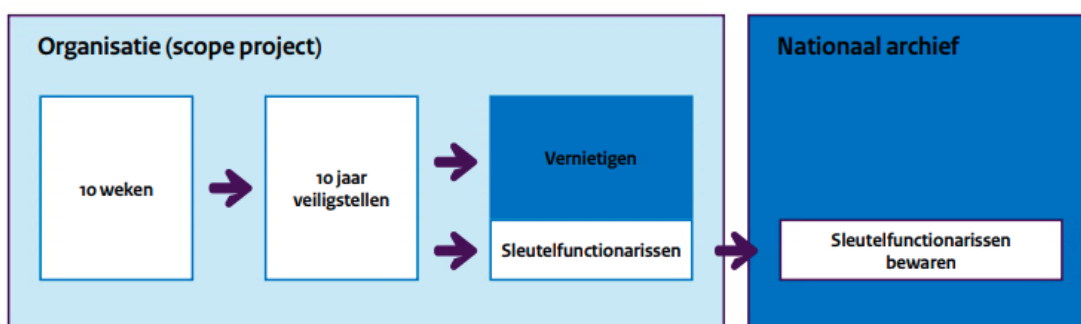 Organisatie (scope project)
Nationaal archief
10 weken
10 jaar
veiligstellen
Vernietigen
Sleutelfunctionarissen
Sleutelfunctionarissen
bewaren